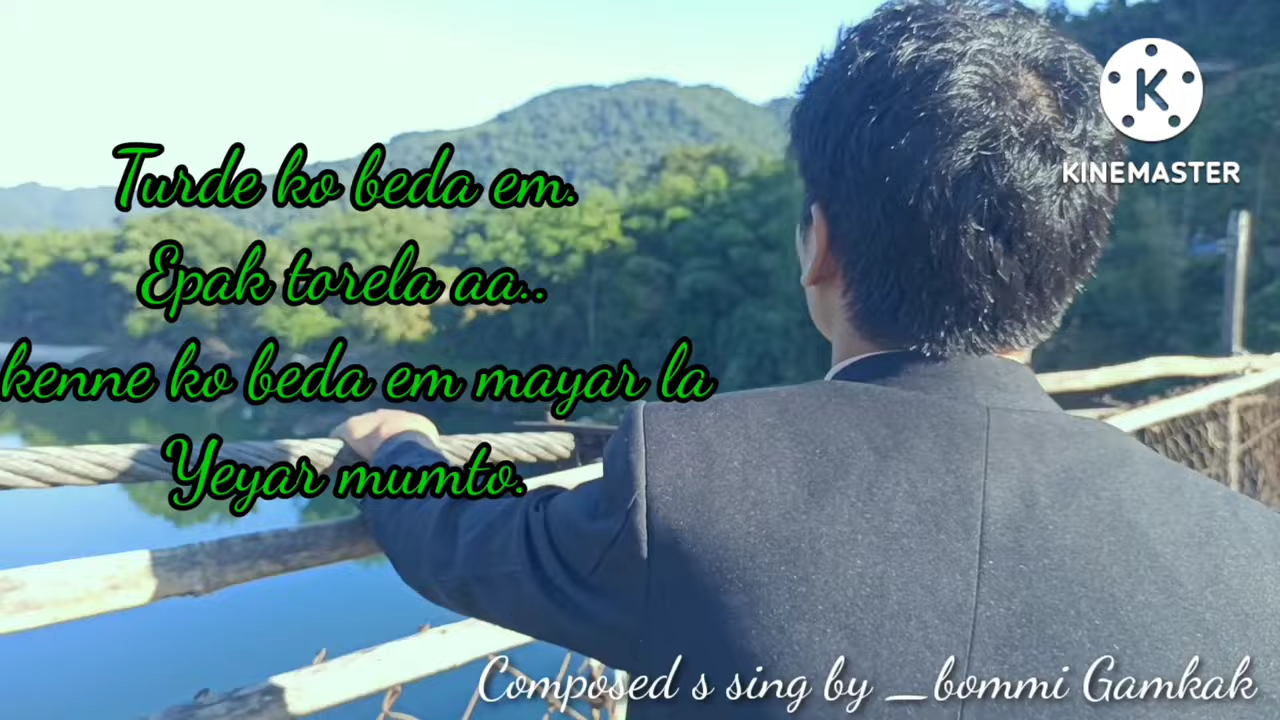 Turde ko beda em.
Epak torela aa..
kenne ko beda em mayar la
Yeyar mumto.
K
KINEMASTER
Composed s sing by _bommi Gamkak